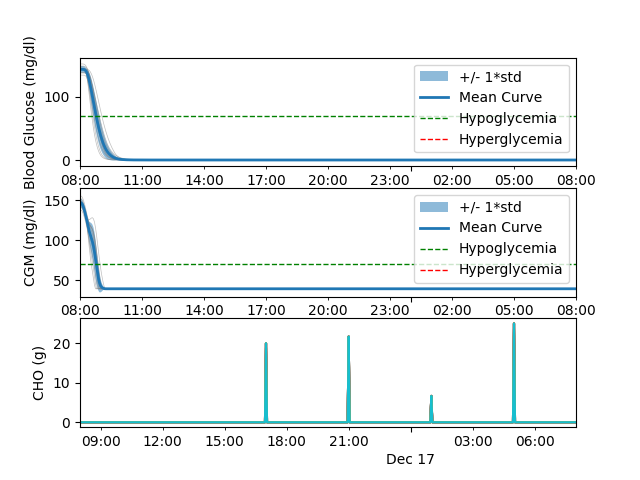 Blood Glucose (mg/dl)
100
0
+/- 1*std
Mean Curve
Hypoglycemia
Hyperglycemia
08:00 11:00 14:00 17:00 20:00 23:00 02:00 05:00 08:00
CGM (mg/dl)
150
100
50
+/- 1*std
Mean Curve
Hypoglycemia
Hyperglycemia
08:00 11:00 14:00 17:00 20:00 23:00 02:00 05:00 08:00
CHO (g)
20
10
0
09:00 12:00 15:00 18:00 21:00 03:00 06:00
Dec 17